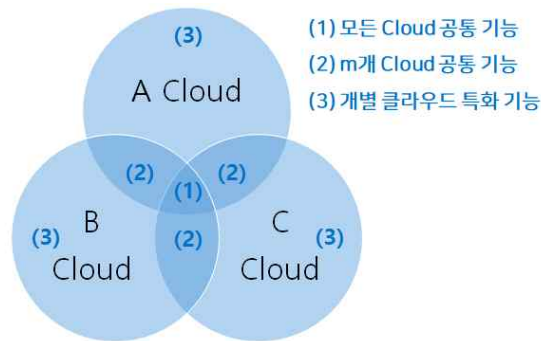 (3)
(1) 모든 Cloud 공통 기능
(2) m개 Cloud 공통 기능
(3) 개별 클라우드 특화 기능
A Cloud
(2)
(2)
(1)
B
Cloud
(3)
(2)
C
Cloud
(3)